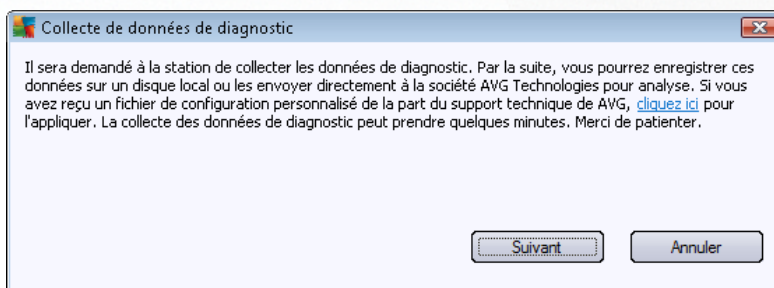 Collecte de données de diagnostic
Il sera demandé à la station de collecter les données de diagnostic. Par la suite, vous pourrez enregistrer ces
données sur un disque local ou les envoyer directement à la société AVG Technologies pour analyse. Si vous
avez reçu un fichier de configuration personnalisé de la part du support technique de AVG, cliquez ici pour
l'appliquer. La collecte des données de diagnostic peut prendre quelques minutes. Merci de patienter.
Suivant Annuler